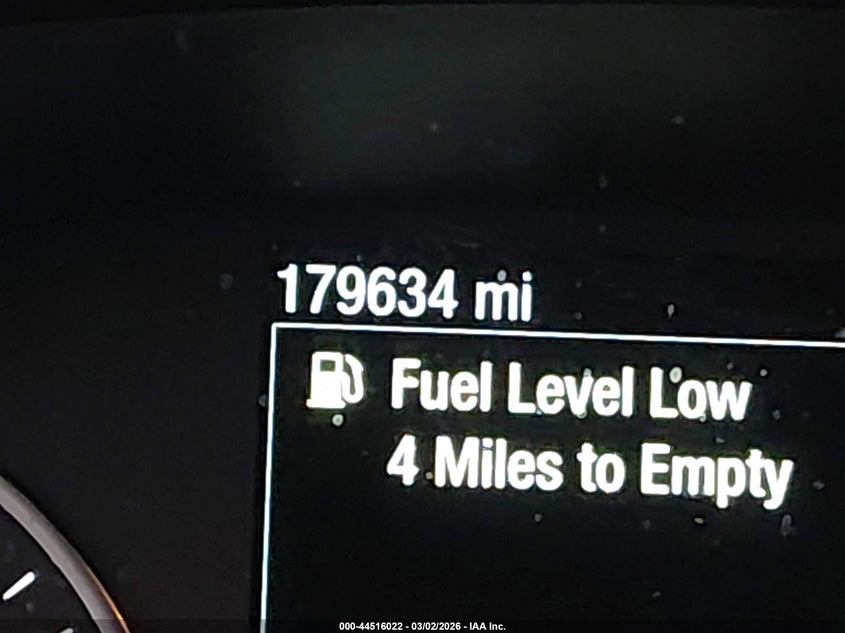 179634 mi
Fuel Level Low
4 Miles to Empty
000-44516022 - 03/02/2026 - IAA Inc.